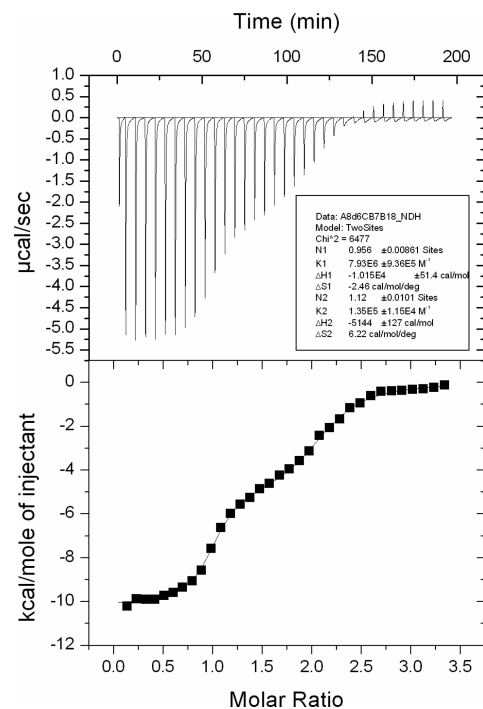 Time (min)
0 50 100 150 200
1.0
0.5
0.0
-0.5
-1.0
-1.5
-2.0
-2.5
-3.0
-3.5
-4.0
-4.5
-5.0
-5.5
µcal/sec
Data: A8d6CB7B18_NDH
Model: TwoSites
Chi^2 = 6477
N1 0.956 ±0.00861 Sites
K1 7.93E6 ±9.36E5 M⁻¹
ΔH1 -1.015E4 ±51.4 cal/mol
ΔS1 -2.46 cal/mol/deg
N2 1.12 ±0.0101 Sites
K2 1.35E5 ±1.15E4 M⁻¹
ΔH2 -5144 ±127 cal/mol
ΔS2 6.22 cal/mol/deg
0
-2
-4
-6
-8
-10
-12
kcal/mole of injectant
0.0 0.5 1.0 1.5 2.0 2.5 3.0 3.5
Molar Ratio